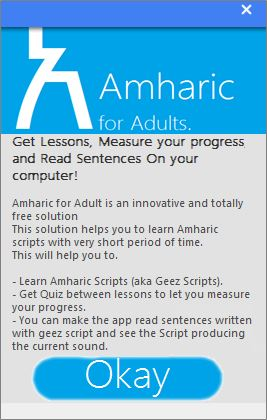 አ Amharic
for Adults.
Get Lessons, Measure your progress
and Read Sentences On your
computer!
Amharic for Adult is an innovative and totally
free solution
This solution helps you to learn Amharic
scripts with very short period of time.
This will help you to.
- Learn Amharic Scripts (aka Geez Scripts).
- Get Quiz between lessons to let you measure
your progress.
- You can make the app read sentences written
with geez script and see the Script producing
the current sound.
Okay